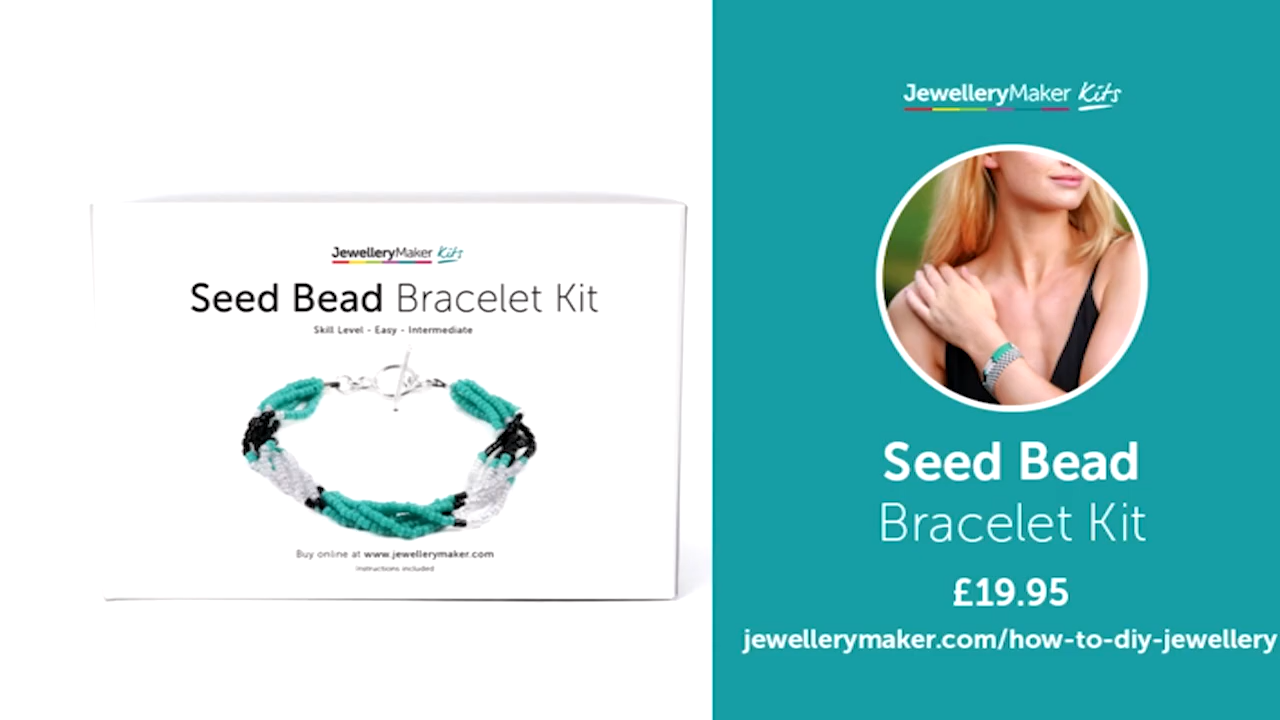 JewelleryMaker Kits
Seed Bead Bracelet Kit
Skill Level - Easy - Intermediate
Buy online at www.jewellerymaker.com
Instructions included
JewelleryMaker Kits
Seed Bead
Bracelet Kit
£19.95
jewellerymaker.com/how-to-diy-jewellery